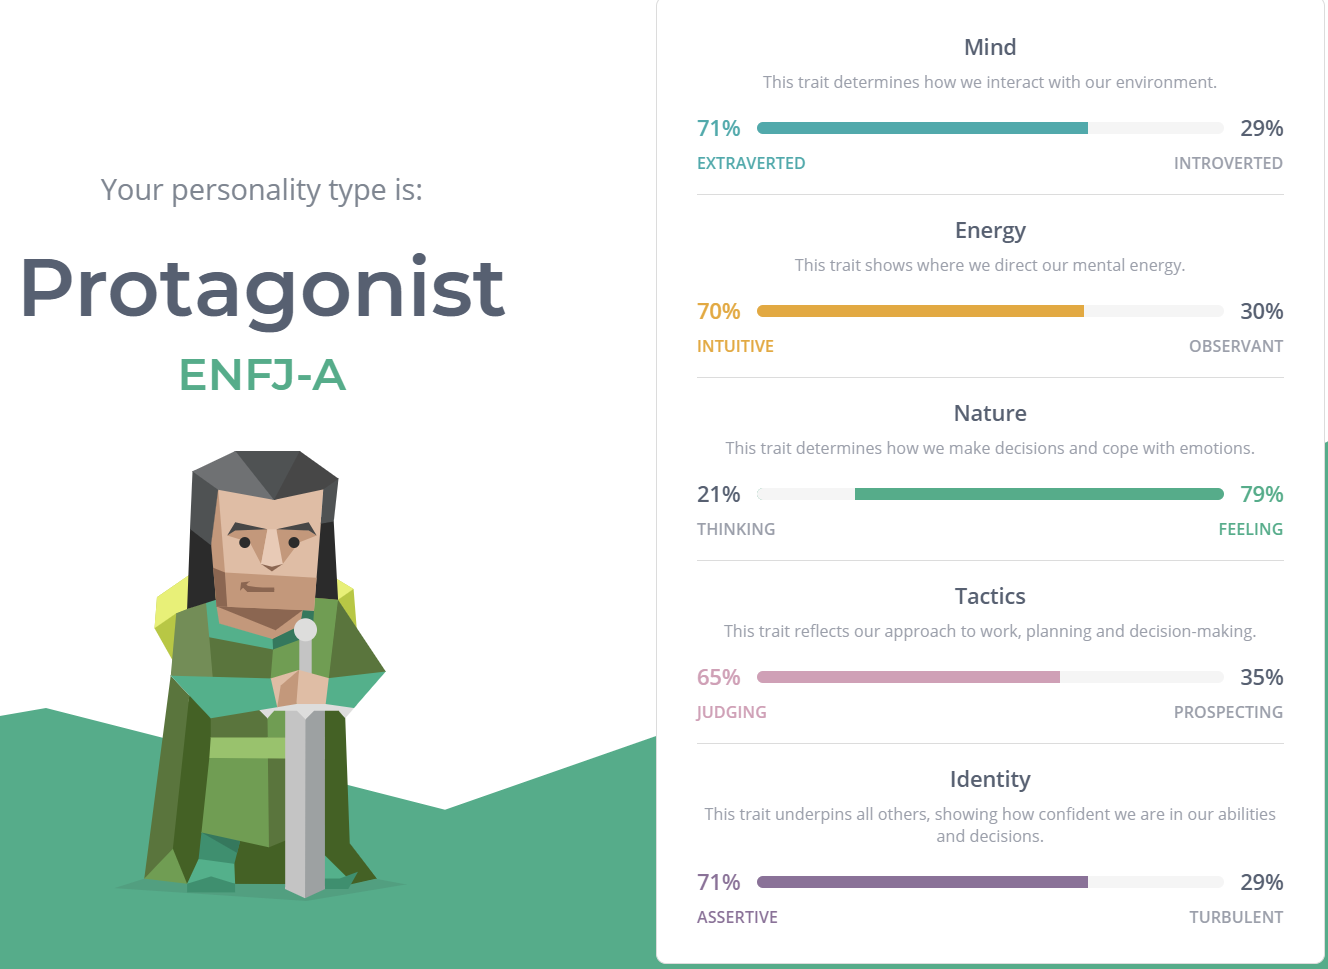 Your personality type is:
Protagonist
ENFJ-A
Mind
This trait determines how we interact with our environment.
71% 29%
EXTRAVERTED INTROVERTED
Energy
This trait shows where we direct our mental energy.
70% 30%
INTUITIVE OBSERVANT
Nature
This trait determines how we make decisions and cope with emotions.
21% 79%
THINKING FEELING
Tactics
This trait reflects our approach to work, planning and decision-making.
65% 35%
JUDGING PROSPECTING
Identity
This trait underpins all others, showing how confident we are in our abilities
and decisions.
71% 29%
ASSERTIVE TURBULENT